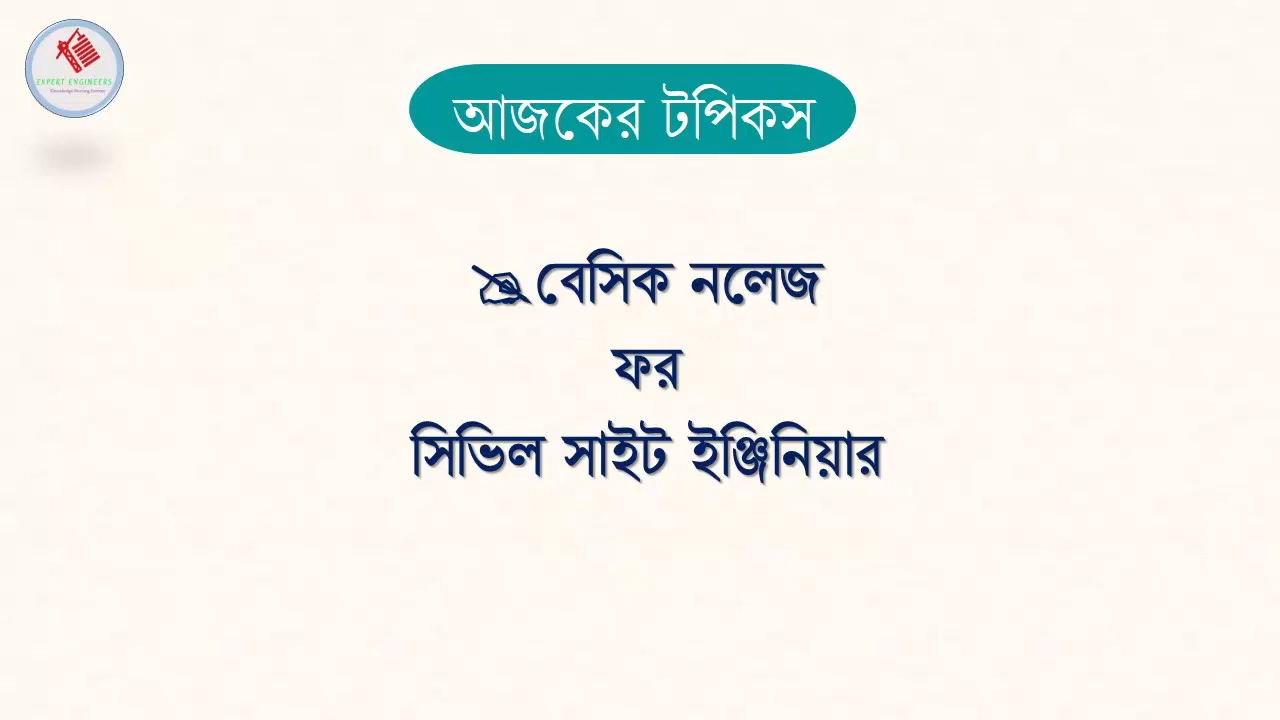 EXPERT ENGINEERS
আজকের টপিকস
বেসিক নলেজ
ফর
সিভিল সাইট ইঞ্জিনিয়ার